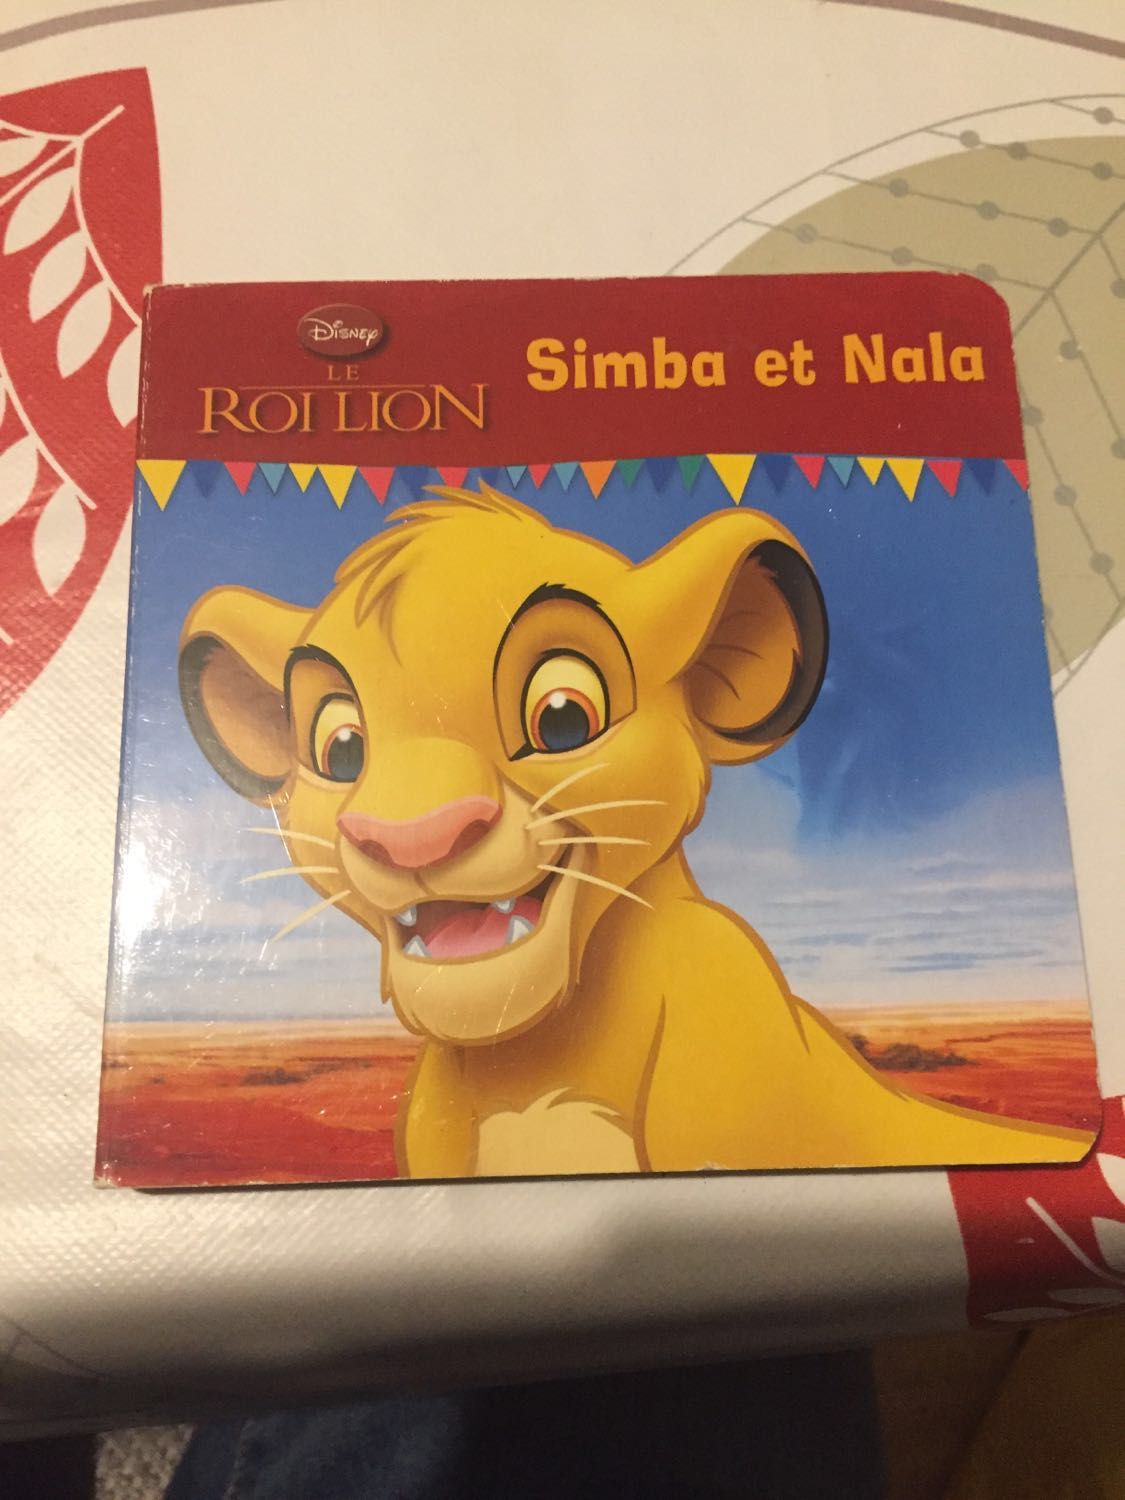 Disney
LE
ROI LION
Simba et Nala